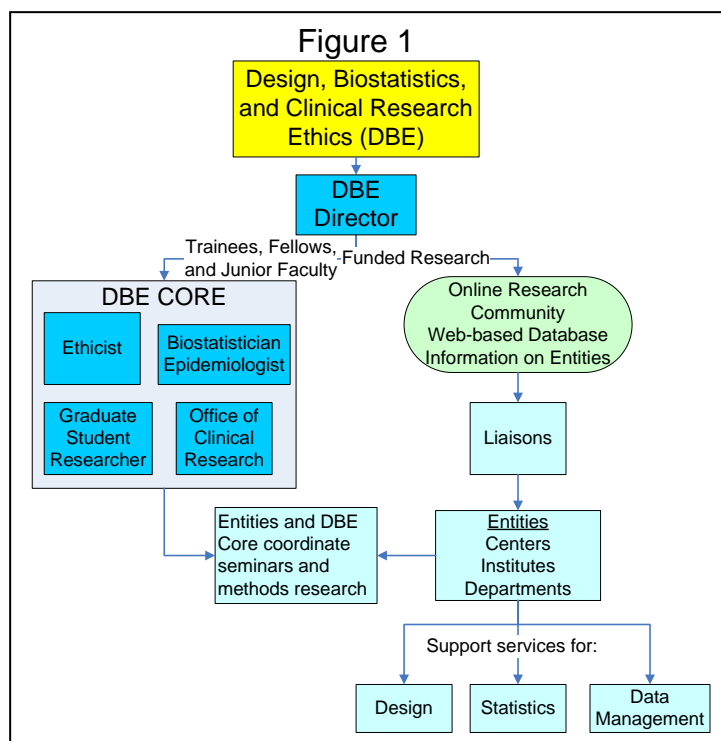 Figure 1
Design, Biostatistics,
and Clinical Research
Ethics (DBE)
DBE
Director
Trainees, Fellows,
and Junior Faculty
Funded Research
DBE CORE
Ethicist
Biostatistician
Epidemiologist
Graduate
Student
Researcher
Office of
Clinical
Research
Online Research
Community
Web-based Database
Information on Entities
Liaisons
Entities and DBE
Core coordinate
seminars and
methods research
Entities
Centers
Institutes
Departments
Support services for:
Design
Statistics
Data
Management